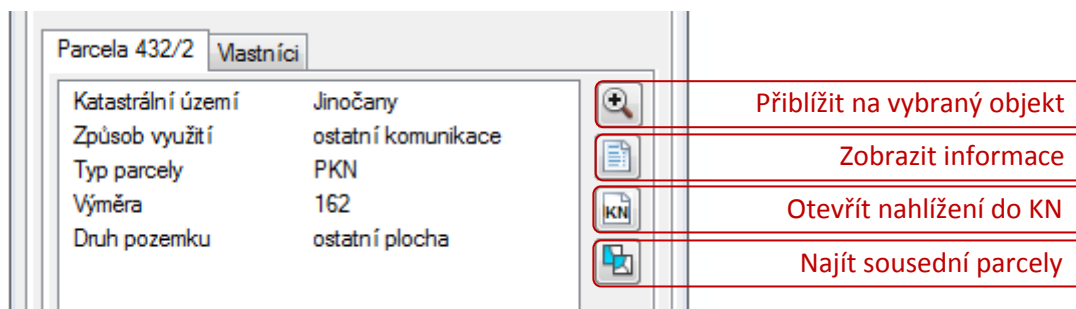 Parcela 432/2 Vlastníci
Katastrální území Jinočany
Způsob využití ostatní komunikace
Typ parcely PKN
Výměra 162
Druh pozemku ostatní plocha
Přiblížit na vybraný objekt
Zobrazit informace
KN Otevřít nahlížení do KN
Najít sousední parcely